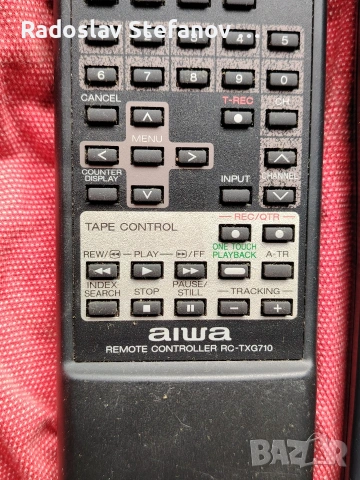 Radoslav Stefanov
4 5
6 7 8 9 0
CANCEL T-REC CH
MENU
COUNTER
DISPLAY
INPUT CHANNEL
REC/QTR
TAPE CONTROL
REW/◀◀ PLAY ▶▶/FF ONE TOUCH
PLAYBACK A-TR
INDEX
SEARCH STOP PAUSE/
STILL TRACKING
− +
aiwa
REMOTE CONTROLLER RC-TXG710
BAZAR
bg